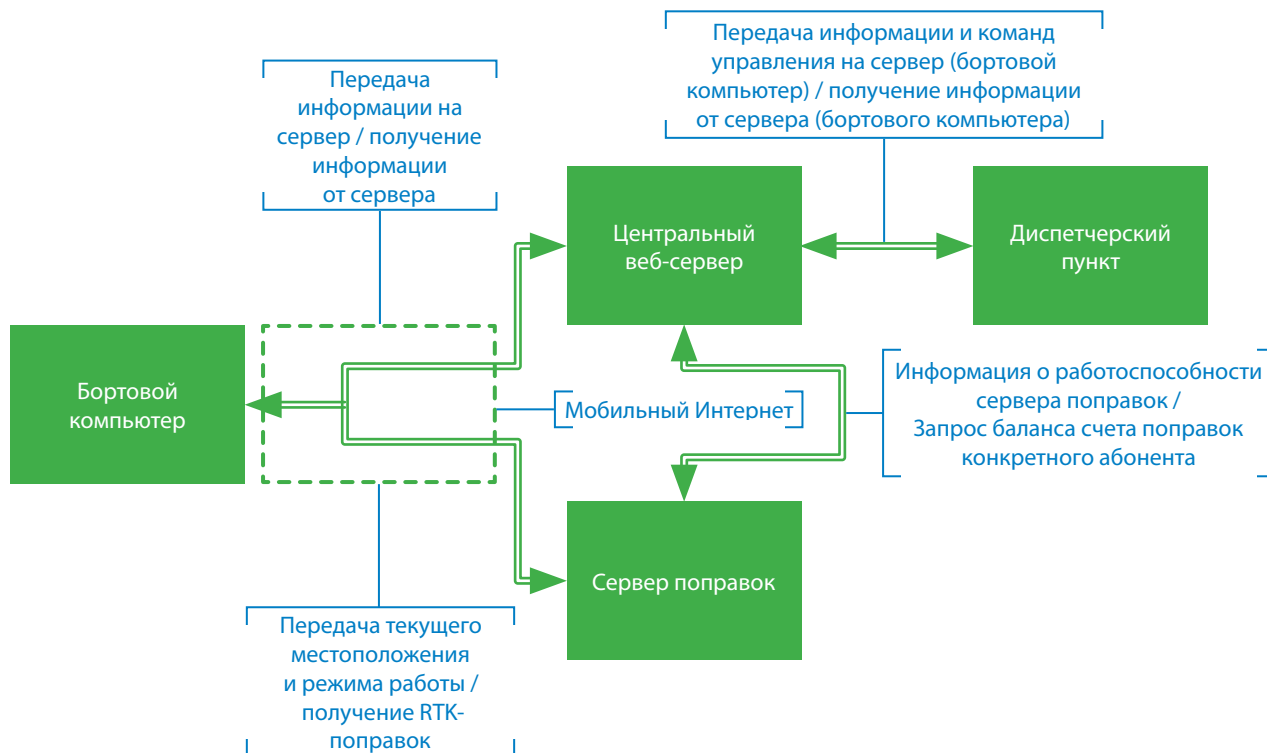 Передача информации и команд
управления на сервер (бортовой
компьютер) / получение информации
от сервера (бортового компьютера)
Передача
информации на
сервер / получение
информации
от сервера
Центральный
веб-сервер
Диспетчерский
пункт
Бортовой
компьютер
Мобильный Интернет
Информация о работоспособности
сервера поправок /
Запрос баланса счета поправок
конкретного абонента
Сервер поправок
Передача текущего
местоположения
и режима работы /
получение RTK-
поправок